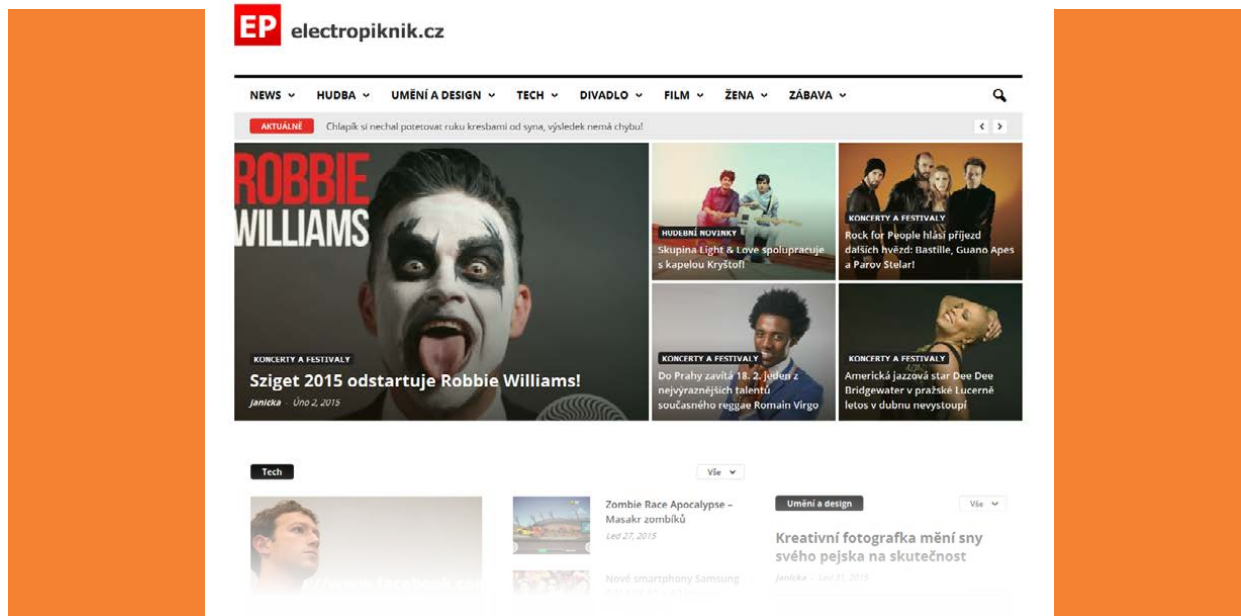 EP electropiknik.cz
NEWS HUDBA UMĚNÍ A DESIGN TECH DIVADLO FILM ŽENA ZÁBAVA
AKTUÁLNĚ Chlapík si nechal potetovat ruku kresbami od syna, výsledek nemá chybu!
ROBBIE
WILLIAMS
KONCERTY A FESTIVALY
Sziget 2015 odstartuje Robbie Williams!
Janicka - Úno 2, 2015
HUDEBNÍ NOVINKY
Skupina Light & Love spolupracuje
s kapelou Kryštof!
KONCERTY A FESTIVALY
Rock for People hlásí příjezd
dalších hvězd: Bastille, Guano Apes
a Parov Stelar!
KONCERTY A FESTIVALY
Do Prahy zavítá 18. 2. jeden z
nejvýraznějších talentů
současného reggae Romain Virgo
KONCERTY A FESTIVALY
Americká jazzová star Dee Dee
Bridgewater v pražské Lucerně
letos v dubnu nevystoupí
Tech
Vše
Zombie Race Apocalypse –
Masakr zombíků
Led 27, 2015
Nové smartphony Samsung
Umění a design
Vše
Kreativní fotografka mění sny
svého pejska na skutečnost
Janicka - Led 31, 2015